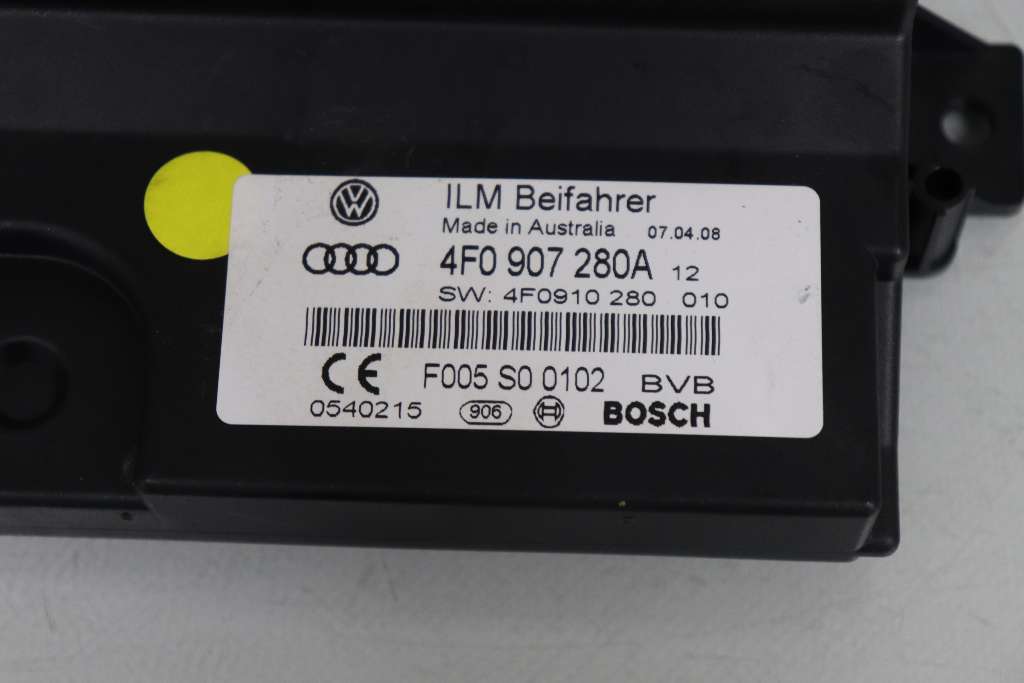 ILM Beifahrer
Made in Australia 07.04.08
4F0 907 280A 12
SW: 4F0910 280 010
CE F005 S0 0102 BVB
0540215 906 BOSCH